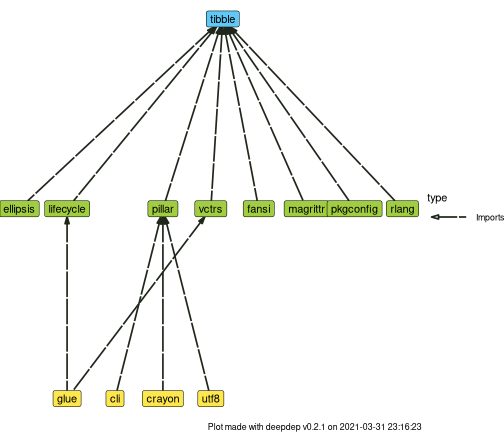 tibble
ellipsis lifecycle pillar vctrs fansi magrittr pkgconfig rlang
type
Imports
glue cli crayon utf8
Plot made with deepdep v0.2.1 on 2021-03-31 23:16:23